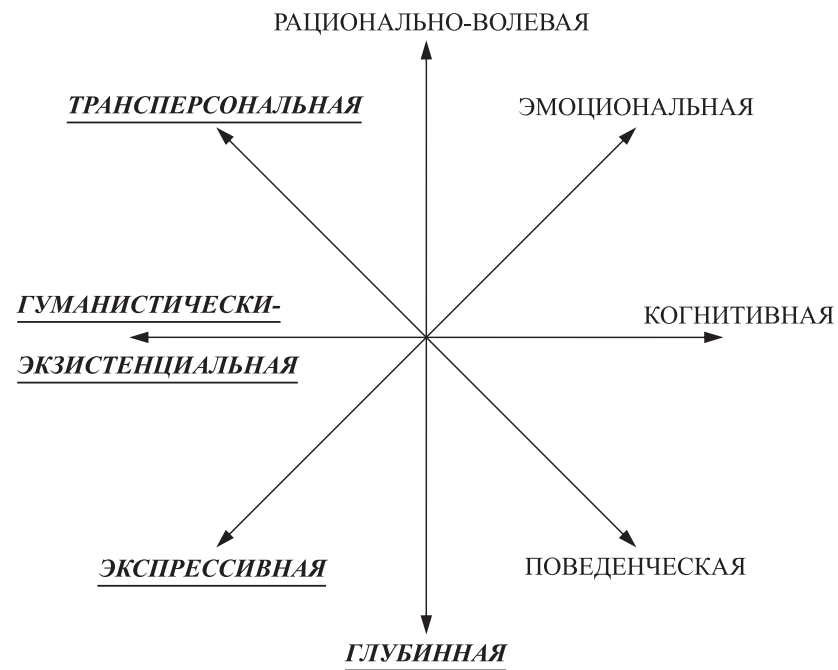 РАЦИОНАЛЬНО-ВОЛЕВАЯ
ТРАНСПЕРСОНАЛЬНАЯ
ЭМОЦИОНАЛЬНАЯ
ГУМАНИСТИЧЕСКИ-
ЭКЗИСТЕНЦИАЛЬНАЯ
КОГНИТИВНАЯ
ЭКСПРЕССИВНАЯ
ПОВЕДЕНЧЕСКАЯ
ГЛУБИННАЯ